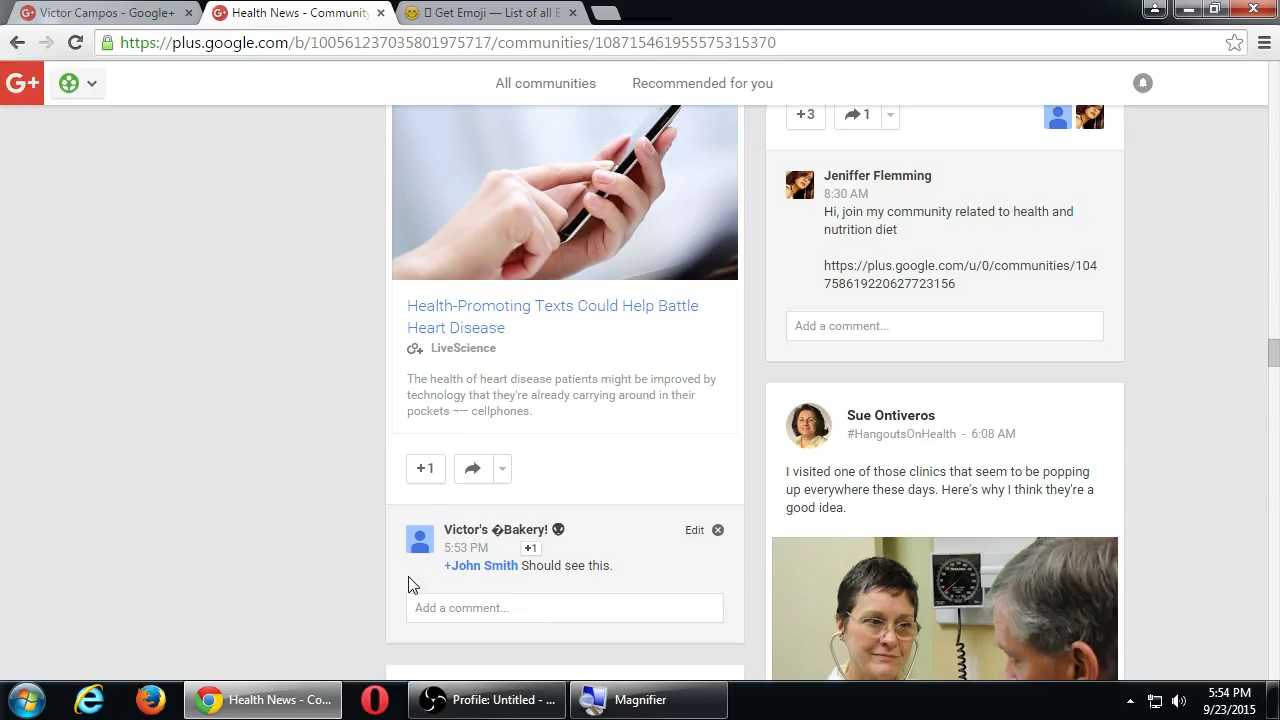 Victor Campos - Google+
Health News - Community
Get Emoji — List of all E
https://plus.google.com/b/100561237035801975717/communities/108715461955575315370
G+
All communities
Recommended for you
+3
1
Jeniffer Flemming
8:30 AM
Hi, join my community related to health and
nutrition diet
https://plus.google.com/u/0/communities/104
758619220627723156
Add a comment...
Health-Promoting Texts Could Help Battle
Heart Disease
LiveScience
The health of heart disease patients might be improved by
technology that they're already carrying around in their
pockets ¬— cellphones.
+1
Victor's �Bakery! 👽
Edit
5:53 PM
+1
+John Smith Should see this.
Add a comment...
Sue Ontiveros
#HangoutsOnHealth - 6:08 AM
I visited one of those clinics that seem to be popping
up everywhere these days. Here's why I think they're a
good idea.
Health News - Co...
Profile: Untitled - ...
Magnifier
5:54 PM
9/23/2015